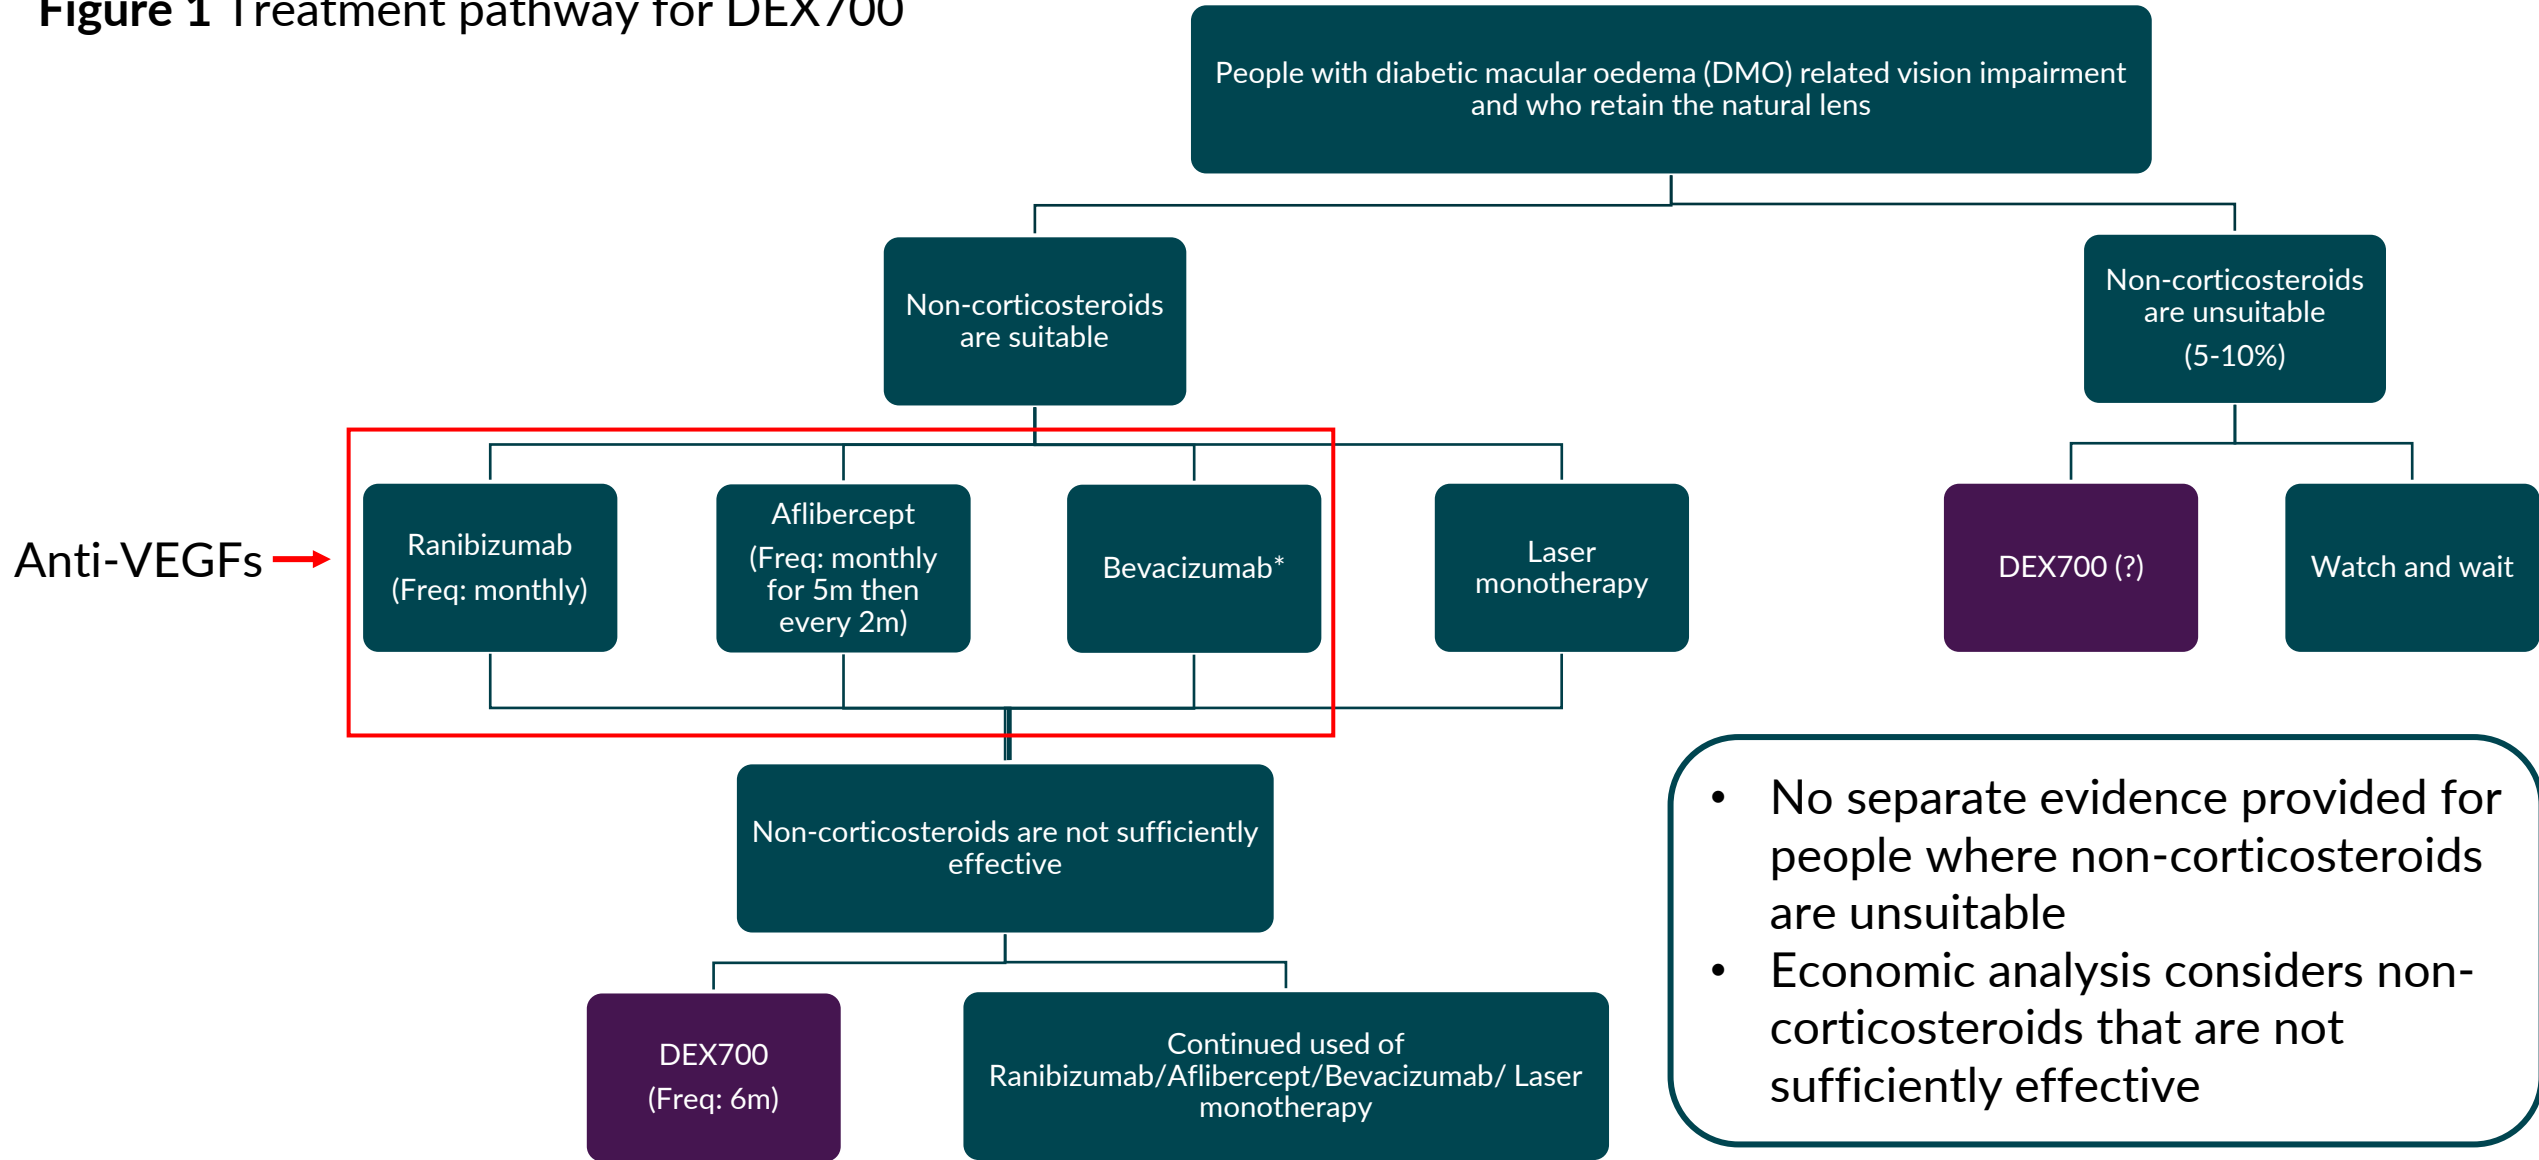 Figure 1 Treatment pathway for DEX700
People with diabetic macular oedema (DMO) related vision impairment
and who retain the natural lens
Non-corticosteroids
are suitable
Non-corticosteroids
are unsuitable
(5-10%)
Anti-VEGFs
Ranibizumab
(Freq: monthly)
Aflibercept
(Freq: monthly
for 5m then
every 2m)
Bevacizumab*
Laser
monotherapy
DEX700 (?)
Watch and wait
Non-corticosteroids are not sufficiently
effective
DEX700
(Freq: 6m)
Continued used of
Ranibizumab/Aflibercept/Bevacizumab/ Laser
monotherapy
• No separate evidence provided for
people where non-corticosteroids
are unsuitable
• Economic analysis considers non-
corticosteroids that are not
sufficiently effective